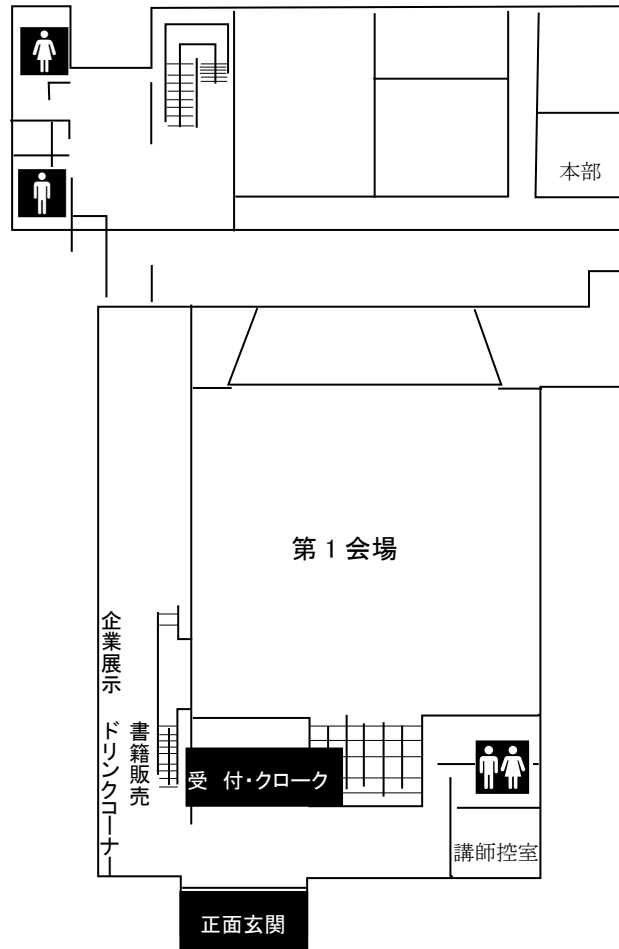 本部
第1会場
企業展示
ドリンクコーナー
書籍販売
受 付・クローク
講師控室
正面玄関